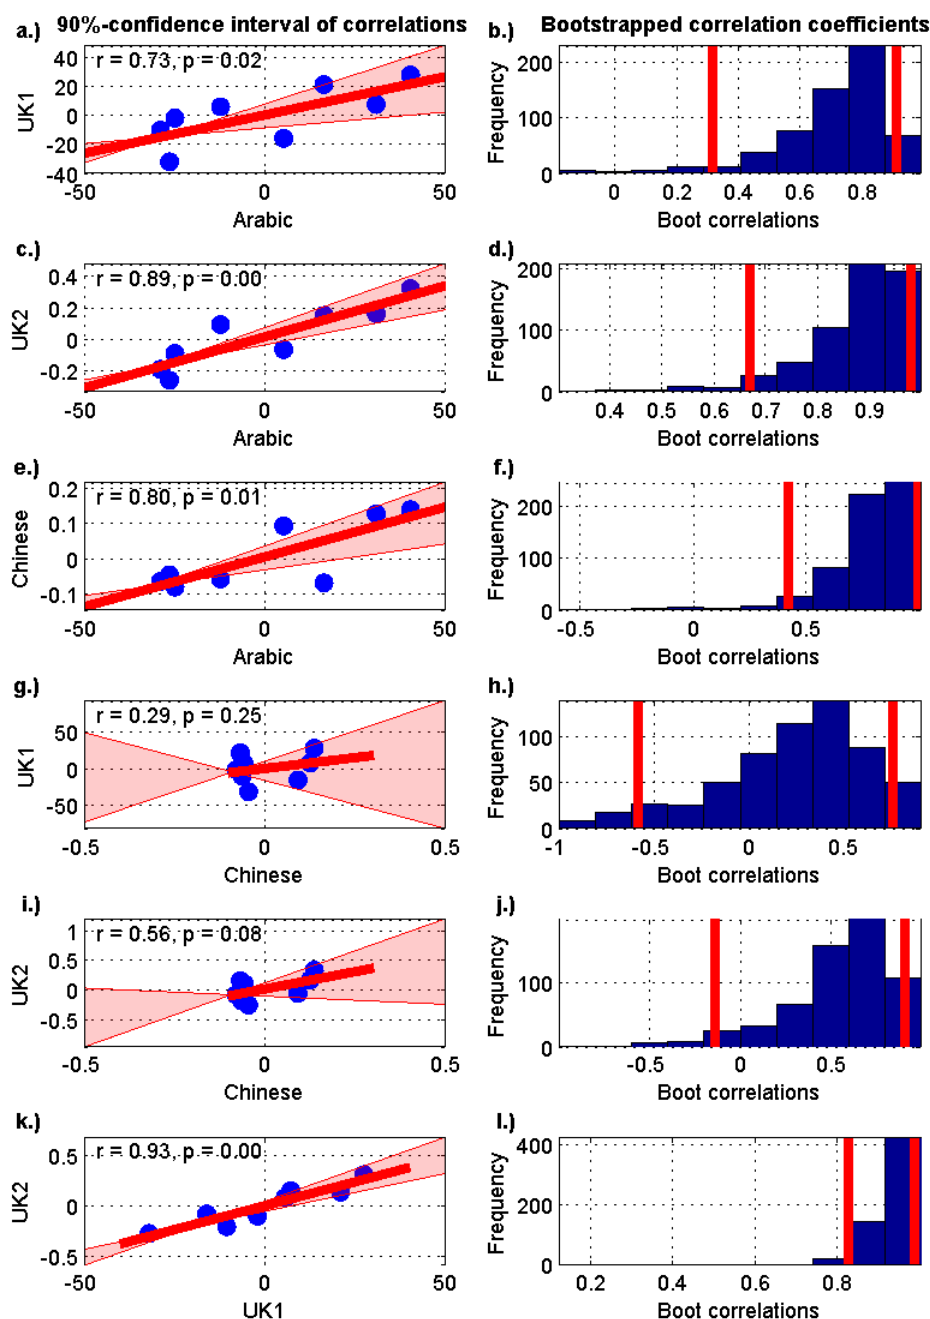 a.) 90%-confidence interval of correlations
b.) Bootstrapped correlation coefficients
r = 0.73, p = 0.02
UK1
40
20
0
-20
-40
-50 0 50
Arabic
Frequency
200
100
0
0 0.2 0.4 0.6 0.8
Boot correlations
c.)
r = 0.89, p = 0.00
UK2
0.4
0.2
0
-0.2
-50 0 50
Arabic
d.)
Frequency
200
100
0
0.4 0.5 0.6 0.7 0.8 0.9
Boot correlations
e.)
r = 0.80, p = 0.01
Chinese
0.2
0.1
0
-0.1
-50 0 50
Arabic
f.)
Frequency
200
100
0
-0.5 0 0.5
Boot correlations
g.)
r = 0.29, p = 0.25
UK1
50
0
-50
-0.5 0 0.5
Chinese
h.)
Frequency
100
50
0
-1 -0.5 0 0.5
Boot correlations
i.)
r = 0.56, p = 0.08
UK2
1
0.5
0
-0.5
-0.5 0 0.5
Chinese
j.)
Frequency
100
0
-0.5 0 0.5
Boot correlations
k.)
r = 0.93, p = 0.00
UK2
0.5
0
-0.5
-50 0 50
UK1
l.)
Frequency
400
200
0
0.2 0.4 0.6 0.8
Boot correlations